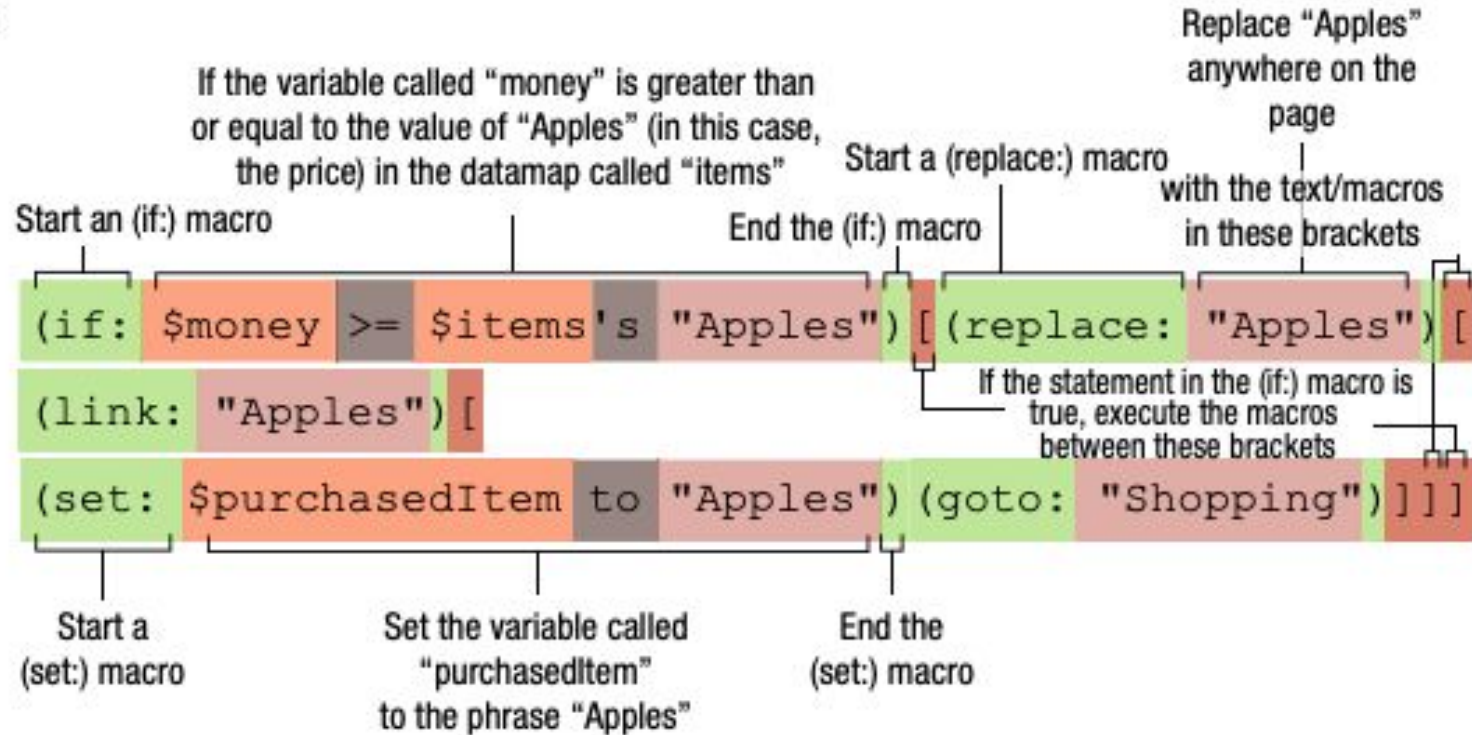 Replace “Apples”
anywhere on the
page
If the variable called “money” is greater than
or equal to the value of “Apples” (in this case,
the price) in the datamap called “items”
Start a (replace:) macro
with the text/macros
in these brackets
Start an (if:) macro
End the (if:) macro
(if: $money >= $items's "Apples")[(replace: "Apples")[
If the statement in the (if:) macro is
true, execute the macros
between these brackets
(link: "Apples")[
(set: $purchasedItem to "Apples")(goto: "Shopping")]]]
Start a
(set:) macro
Set the variable called
“purchasedItem”
to the phrase “Apples”
End the
(set:) macro